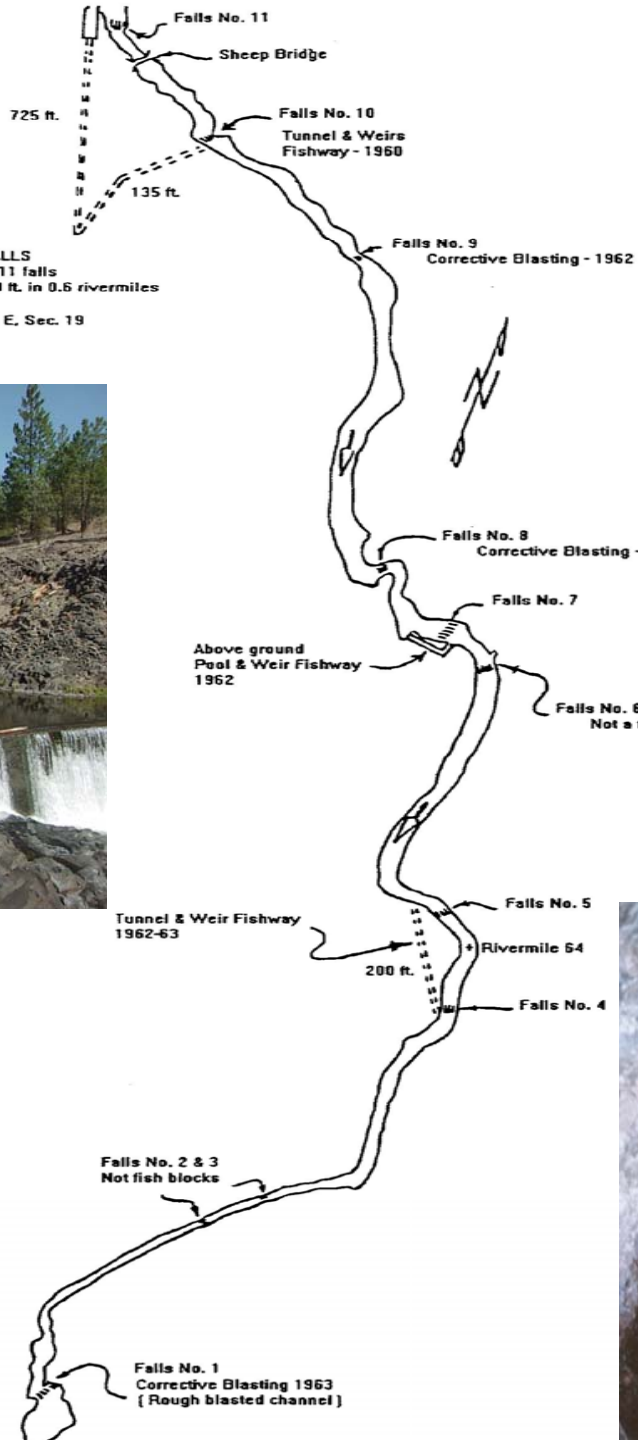 Falls No. 11
Sheep Bridge
725 ft.
Falls No. 10
Tunnel & Weirs
Fishway - 1960
135 ft.
Falls No. 9
Corrective Blasting - 1962
11 falls
ft. in 0.6 rivermiles
E, Sec. 19
N
Falls No. 8
Corrective Blasting -
Falls No. 7
Above ground
Pool & Weir Fishway
1962
Falls No. 6
Not a
Falls No. 5
Tunnel & Weir Fishway
1962-63
Rivermile 64
200 ft.
Falls No. 4
Falls No. 2 & 3
Not fish blocks
Falls No. 1
Corrective Blasting 1963
( Rough blasted channel )